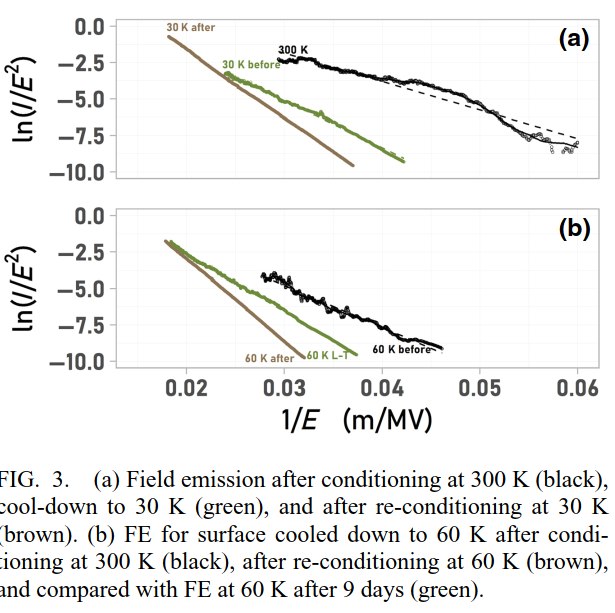 (a)
30 K after
30 K before
300 K
ln(I/E²)
0.0
−2.5
−5.0
−7.5
−10.0
(b)
ln(I/E²)
0.0
−2.5
−5.0
−7.5
−10.0
60 K after
60 K L-T
60 K before
0.02 0.03 0.04 0.05 0.06
1/E (m/MV)
FIG. 3. (a) Field emission after conditioning at 300 K (black),
cool-down to 30 K (green), and after re-conditioning at 30 K
(brown). (b) FE for surface cooled down to 60 K after condi-
tioning at 300 K (black), after re-conditioning at 60 K (brown),
and compared with FE at 60 K after 9 days (green).